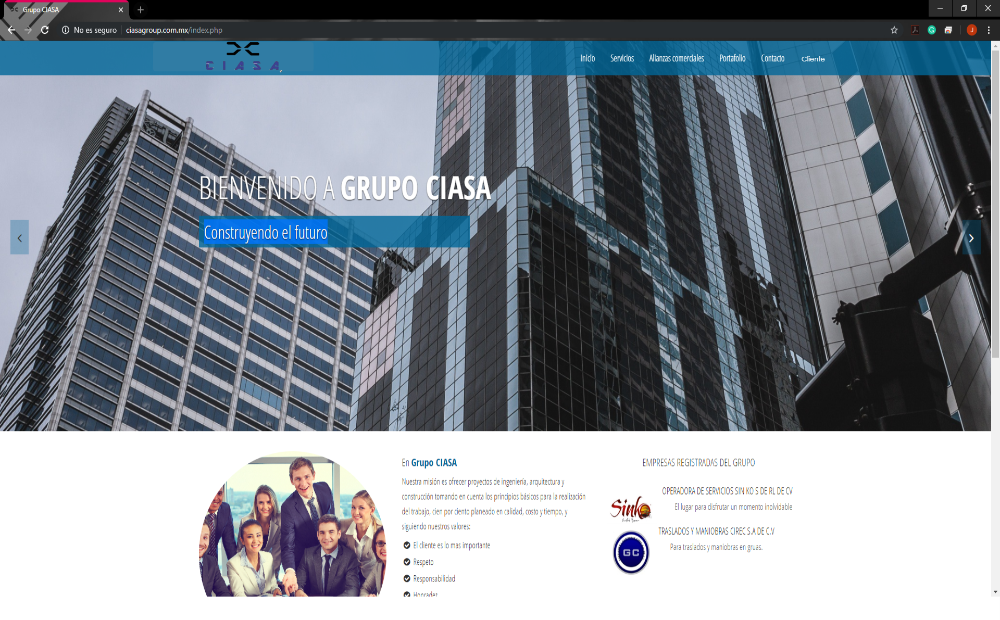 Grupo CIASA
No es seguro
ciasagroup.com.mx/index.php
J
CIASA
Inicio
Servicios
Alianzas comerciales
Portafolio
Contacto
Cliente
BIENVENIDO A GRUPO CIASA
Construyendo el futuro
En Grupo CIASA
Nuestra misión es ofrecer proyectos de ingeniería, arquitectura y
construcción tomando en cuenta los principios básicos para la realización
del trabajo, cien por ciento planeado en calidad, costo y tiempo, y
siguiendo nuestros valores:
El cliente es lo mas importante
Respeto
Responsabilidad
Honradez
EMPRESAS REGISTRADAS DEL GRUPO
OPERADORA DE SERVICIOS SIN KO S DE RL DE CV
El lugar para disfrutar un momento inolvidable
Sinko
TRASLADOS Y MANIOBRAS CIREC S.A DE C.V
Para traslados y maniobras en gruas.
GC